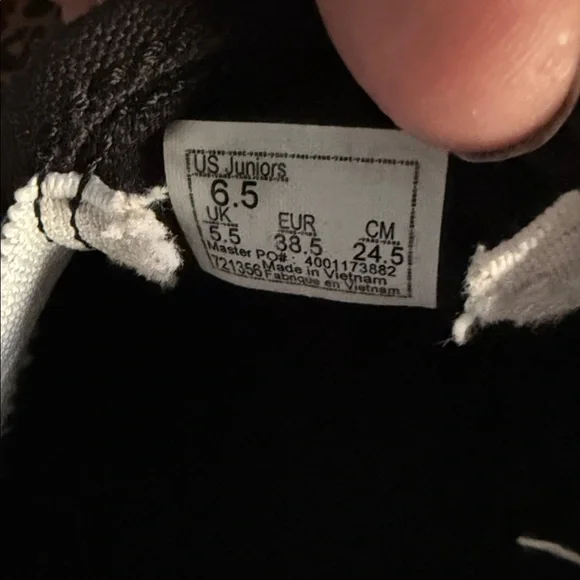 US Juniors
6.5
UK EUR CM
5.5 38.5 24.5
Master PO#: 4001173882
721356 Made in Vietnam
Fabriqué en Vietnam